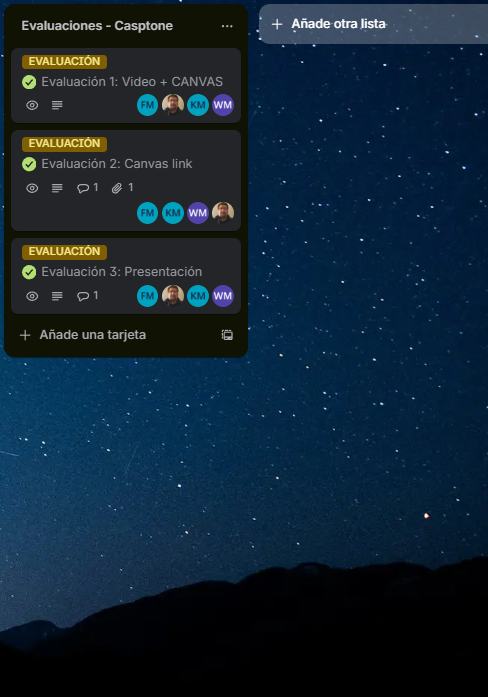 Evaluaciones - Casptone
Añade otra lista
EVALUACIÓN
Evaluación 1: Video + CANVAS
FM KM WM
EVALUACIÓN
Evaluación 2: Canvas link
1 1
FM KM WM
EVALUACIÓN
Evaluación 3: Presentación
1 FM KM WM
Añade una tarjeta